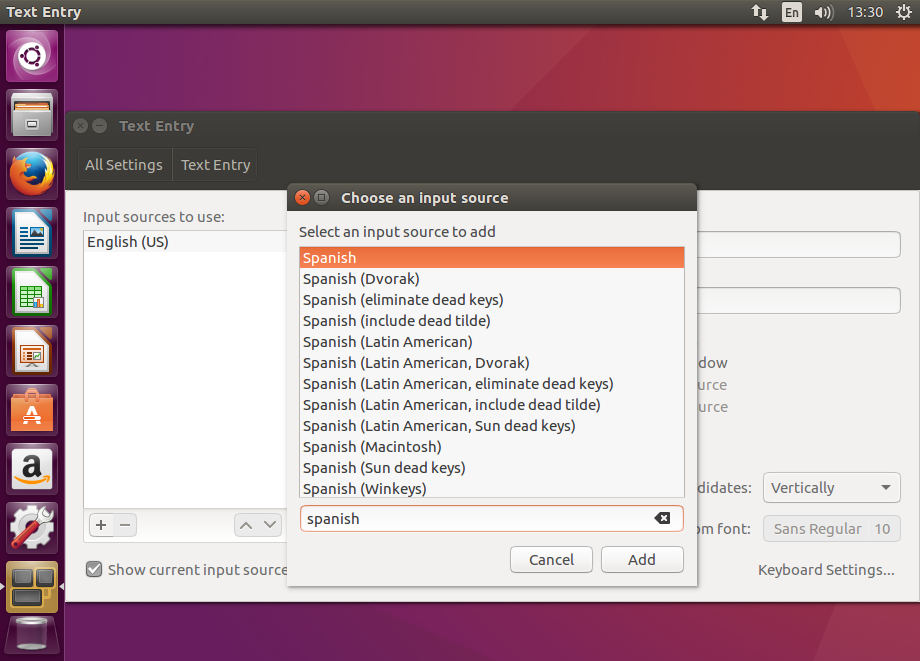 Text Entry
En
13:30
Text Entry
All Settings
Text Entry
Input sources to use:
English (US)
Show current input source
Choose an input source
Select an input source to add
Spanish
Spanish (Dvorak)
Spanish (eliminate dead keys)
Spanish (include dead tilde)
Spanish (Latin American)
Spanish (Latin American, Dvorak)
Spanish (Latin American, eliminate dead keys)
Spanish (Latin American, include dead tilde)
Spanish (Latin American, Sun dead keys)
Spanish (Macintosh)
Spanish (Sun dead keys)
Spanish (Winkeys)
spanish
Cancel
Add
dow
urce
urce
didates:
Vertically
om font:
Sans Regular 10
Keyboard Settings...